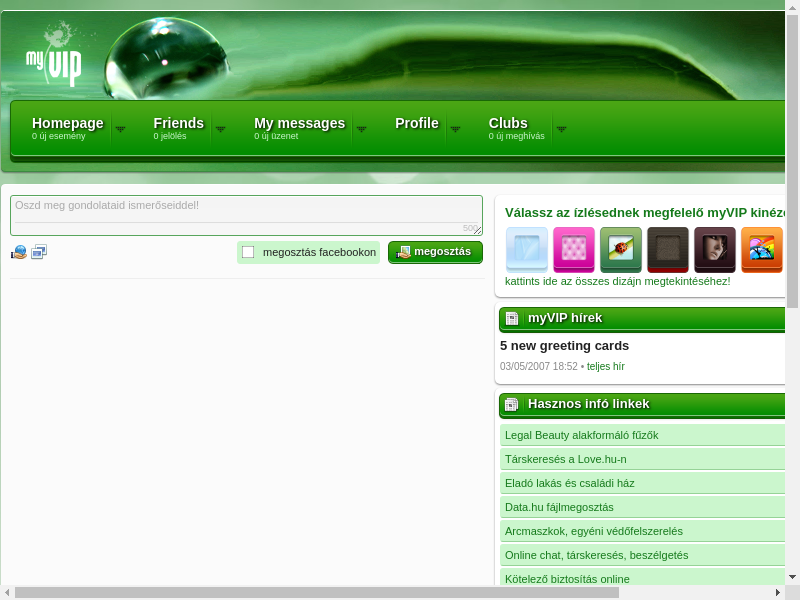 my VIP
Homepage
0 új esemény
Friends
0 jelölés
My messages
0 új üzenet
Profile
Clubs
0 új meghívás
Oszd meg gondolataid ismerőseiddel!
500
megosztás facebookon
megosztás
Válassz az ízlésednek megfelelő myVIP
kattints ide az összes dizájn megtekintéséhez!
myVIP hírek
5 new greeting cards
03/05/2007 18:52 • teljes hír
Hasznos infó linkek
Legal Beauty alakformáló fűzők
Társkeresés a Love.hu-n
Eladó lakás és családi ház
Data.hu fájlmegosztás
Arcmaszkok, egyéni védőfelszerelés
Online chat, társkeresés, beszélgetés
Kötelező biztosítás online